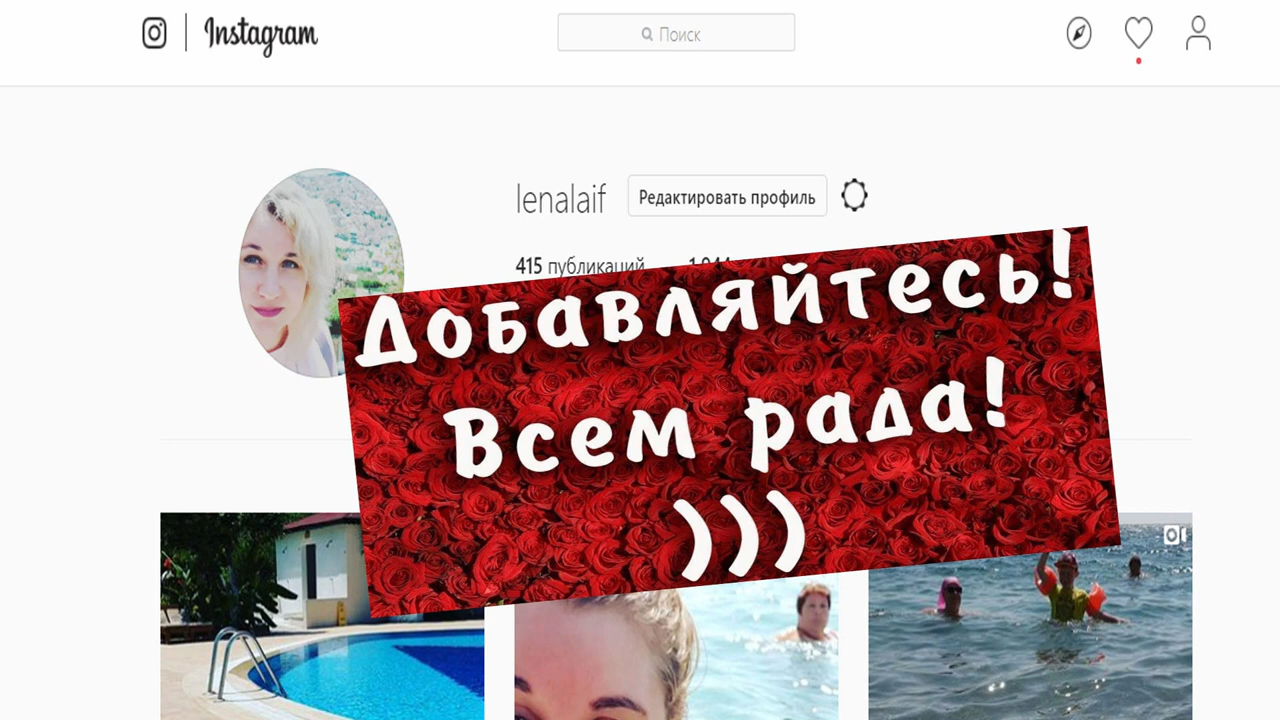 Instagram
Поиск
lenalaif
Редактировать профиль
415 публикаций
Добавляйтесь!
Всем рада!
)))